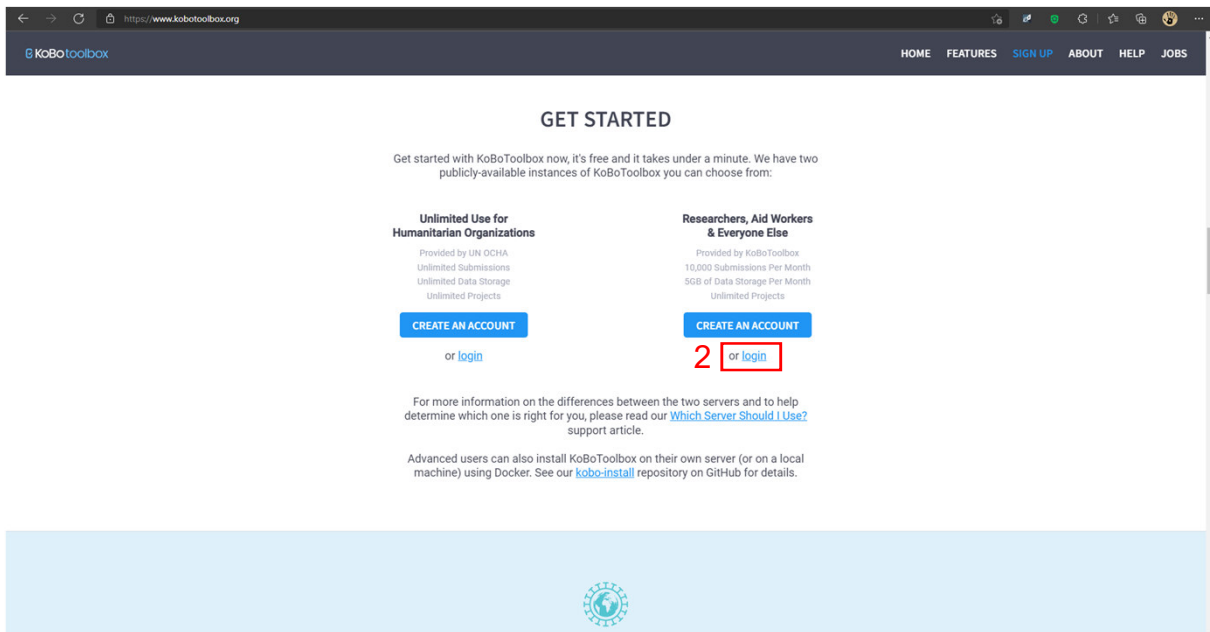 https://www.kobotoolbox.org
KoBotoolbox
HOME FEATURES SIGN UP ABOUT HELP JOBS
GET STARTED
Get started with KoBoToolbox now, it's free and it takes under a minute. We have two
publicly-available instances of KoBoToolbox you can choose from:
Unlimited Use for
Humanitarian Organizations
Provided by UN OCHA
Unlimited Submissions
Unlimited Data Storage
Unlimited Projects
CREATE AN ACCOUNT
or login
Researchers, Aid Workers
& Everyone Else
Provided by KoBoToolbox
10,000 Submissions Per Month
5GB of Data Storage Per Month
Unlimited Projects
CREATE AN ACCOUNT
2 or login
For more information on the differences between the two servers and to help
determine which one is right for you, please read our Which Server Should I Use?
support article.
Advanced users can also install KoBoToolbox on their own server (or on a local
machine) using Docker. See our kobo-install repository on GitHub for details.